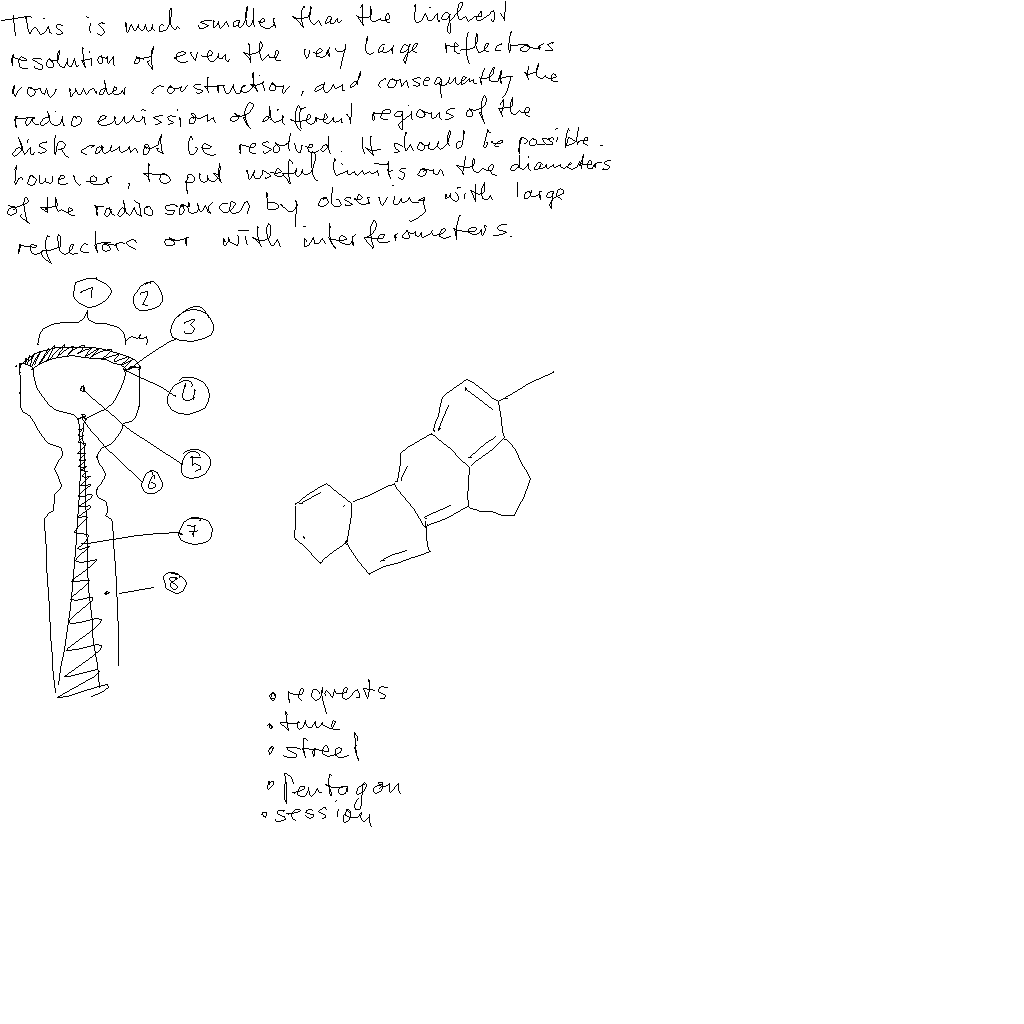 This is much smaller than the highest
resolution of even the very large reflectors
now under construction, and consequently the
radio emission of different regions of the
disk cannot be resolved. It should be possible.
however, to put useful limits on the diameters
of the radio sources by observing with large
reflectors or with interferometers.
1
2
3
4
5
6
7
8
• requests
• tune
• street
• Pentagon
• session